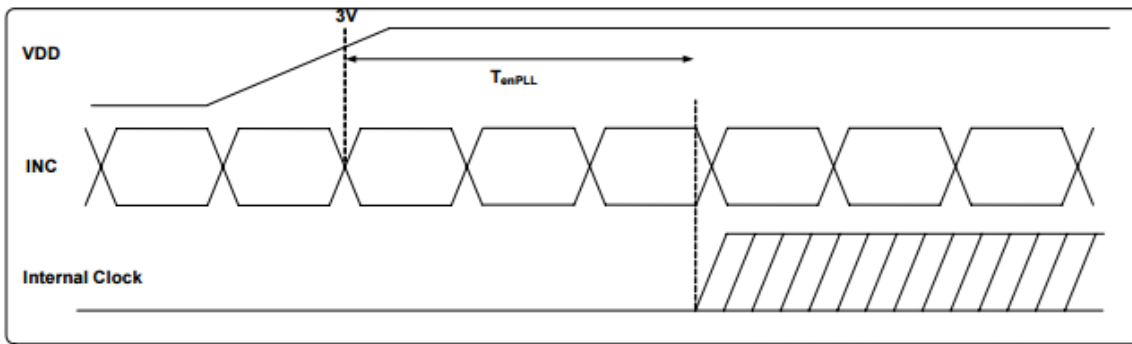 3V
VDD
TenPLL
INC
Internal Clock